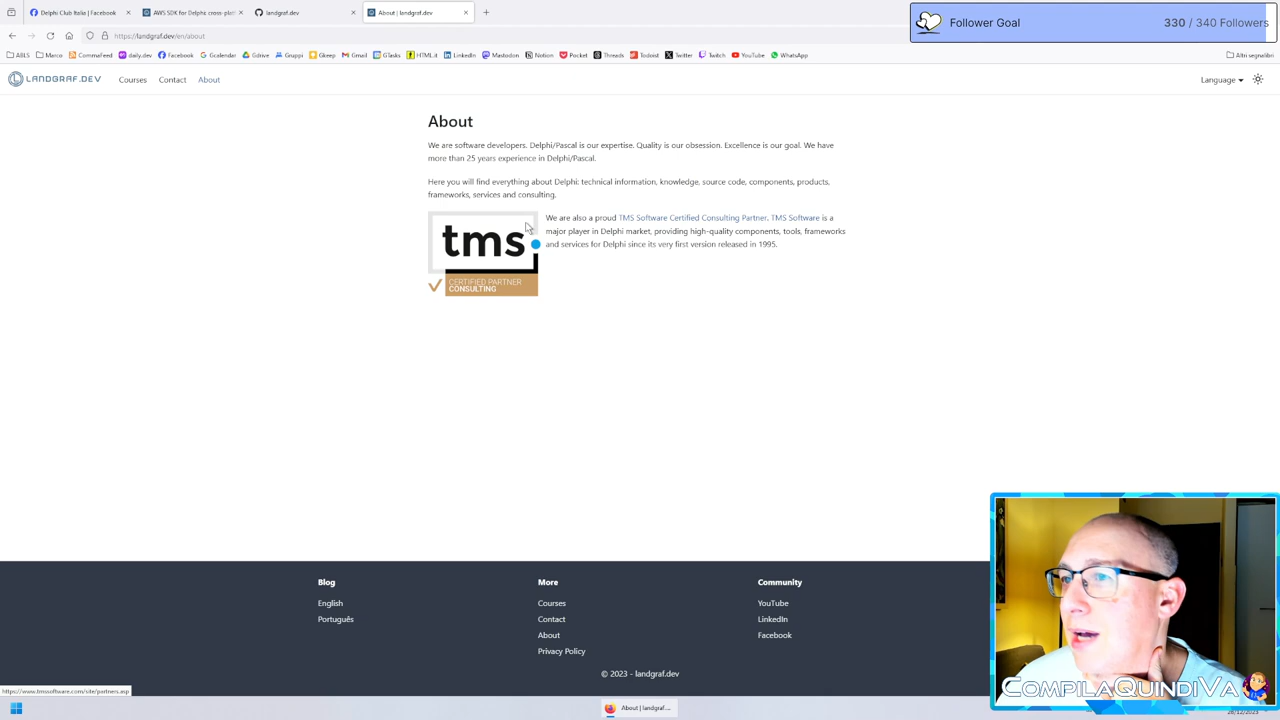 Delphi Club Italia | Facebook
AWS SDK for Delphi: cross-plat
landgraf.dev
About | landgraf.dev
Follower Goal
330 / 340 Followers
https://landgraf.dev/en/about
ABLS
Marco
CommaFeed
daily.dev
Facebook
Gcalendar
Gdrive
Gruppi
Gkeep
Gmail
GTasks
HTML.it
LinkedIn
Mastodon
Notion
Pocket
Threads
Todoist
Twitter
Twitch
YouTube
WhatsApp
Altri segnalibri
LANDGRAF.DEV
Courses
Contact
About
Language
About
We are software developers. Delphi/Pascal is our expertise. Quality is our obsession. Excellence is our goal. We have
more than 25 years experience in Delphi/Pascal.
Here you will find everything about Delphi: technical information, knowledge, source code, components, products,
frameworks, services and consulting.
tms
CERTIFIED PARTNER
CONSULTING
We are also a proud TMS Software Certified Consulting Partner. TMS Software is a
major player in Delphi market, providing high-quality components, tools, frameworks
and services for Delphi since its very first version released in 1995.
Blog
English
Português
More
Courses
Contact
About
Privacy Policy
Community
YouTube
LinkedIn
Facebook
© 2023 - landgraf.dev
https://www.tmssoftware.com/site/partners.asp
About | landgraf....
COMPILAQUINDIVA
28/12/2023